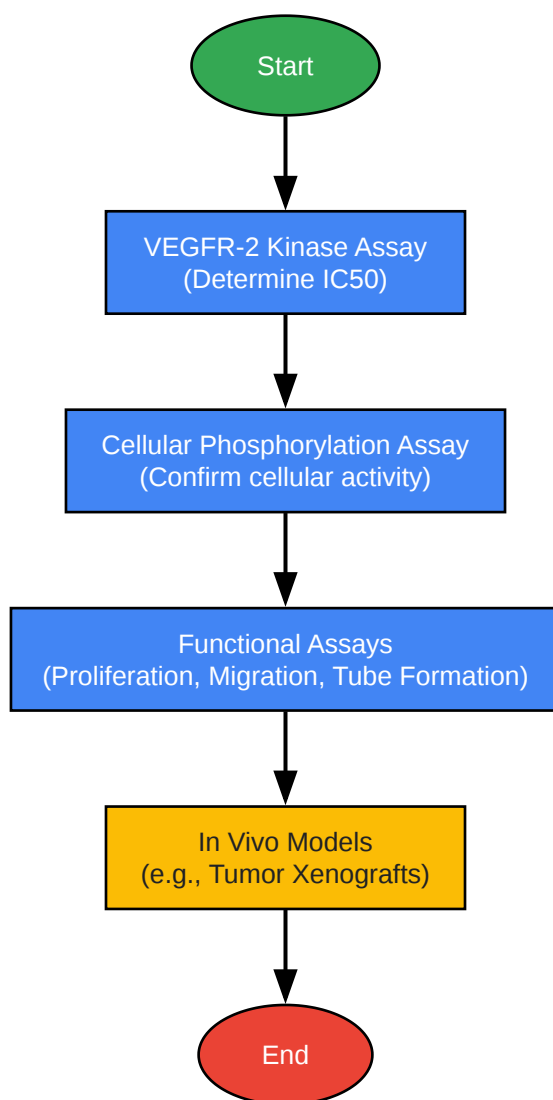 Start
VEGFR-2 Kinase Assay
(Determine IC50)
Cellular Phosphorylation Assay
(Confirm cellular activity)
Functional Assays
(Proliferation, Migration, Tube Formation)
In Vivo Models
(e.g., Tumor Xenografts)
End